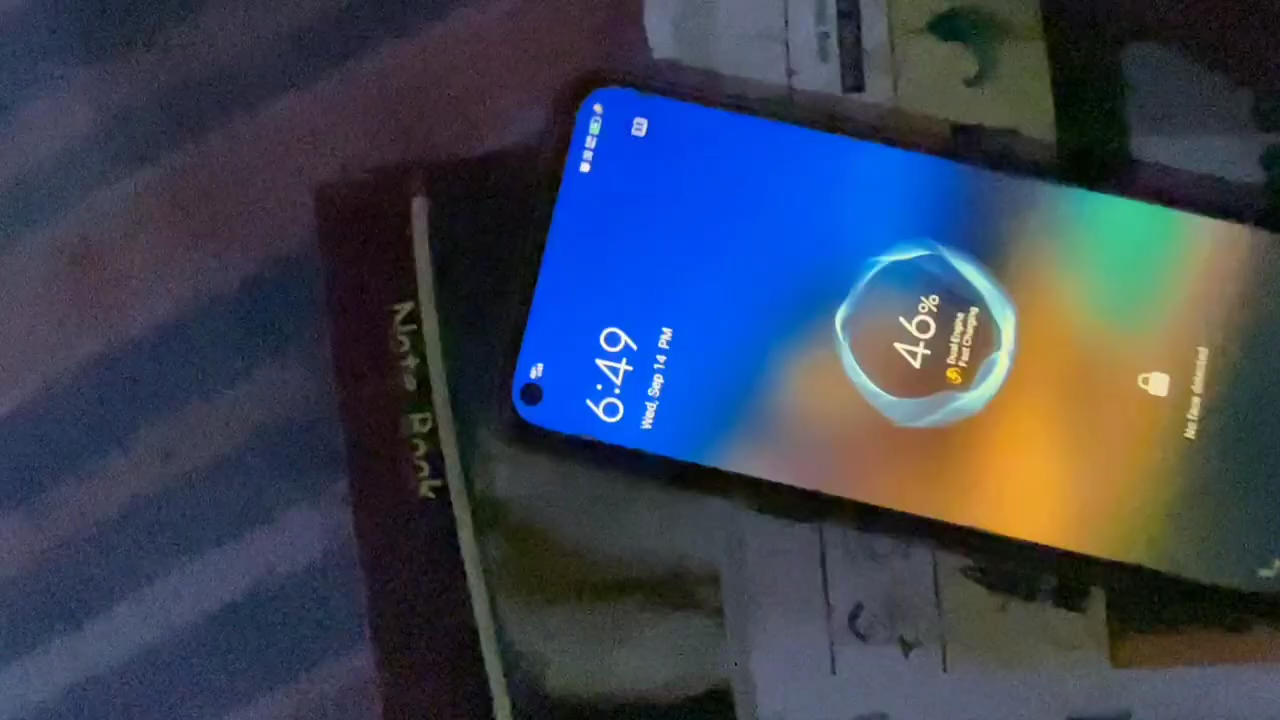 6:49
Wed, Sep 14 PM
46%
Dual Engine
Fast Charging
No face detected
Note Book